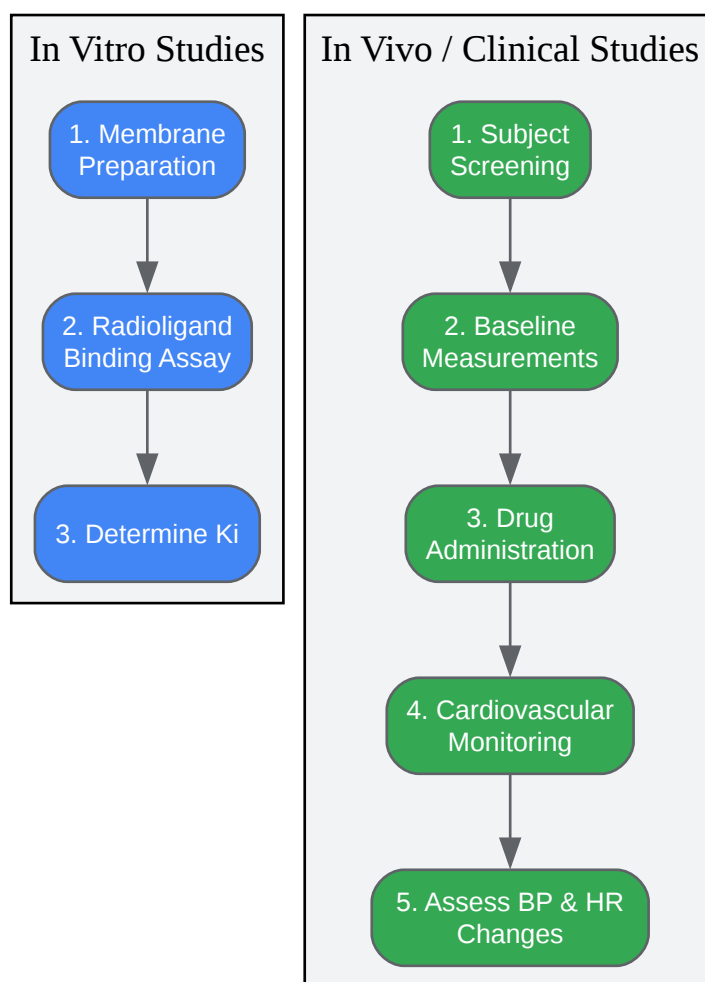 In Vitro Studies
1. Membrane
Preparation
2. Radioligand
Binding Assay
3. Determine Ki
In Vivo / Clinical Studies
1. Subject
Screening
2. Baseline
Measurements
3. Drug
Administration
4. Cardiovascular
Monitoring
5. Assess BP & HR
Changes